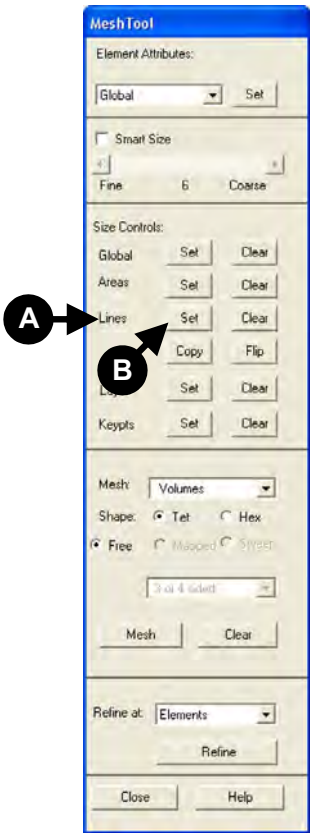 MeshTool
Element Attributes:
Global Set
Smart Size
Fine 6 Coarse
Size Controls:
Global Set Clear
Areas Set Clear
A Lines Set Clear
B Copy Flip
Set Clear
Keypts Set Clear
Mesh: Volumes
Shape: Tet Hex
Free Mapped Sweep
3 or 4 sided
Mesh Clear
Refine at: Elements
Refine
Close Help